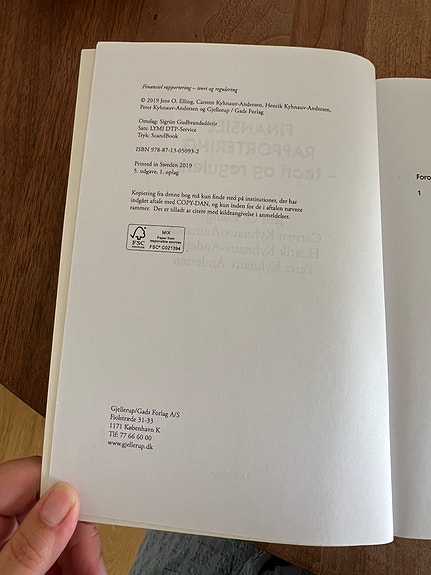 Finansiel rapportering – teori og regulering
© 2019 Jens O. Elling, Carsten Kyhnauv-Andersen, Henrik Kyhnauv-Andersen,
Peter Kyhnauv-Andersen og Gjellerup / Gads Forlag
Omslag: Sigrún Gudbrandsdóttir
Sats: LYMI DTP-Service
Tryk: ScandBook
ISBN 978-87-13-05093-2
Printed in Sweden 2019
5. udgave, 1. oplag
Kopiering fra denne bog må kun finde sted på institutioner, der har
indgået aftale med COPY-DAN, og kun inden for de i aftalen nævnte
rammer. Det er tilladt at citere med kildeangivelse i anmeldelser.
FSC
www.fsc.org
MIX
Paper from
responsible sources
FSC® C021394
Gjellerup/Gads Forlag A/S
Fiolstræde 31-33
1171 København K
Tlf: 77 66 60 00
www.gjellerup.dk
Foro
1